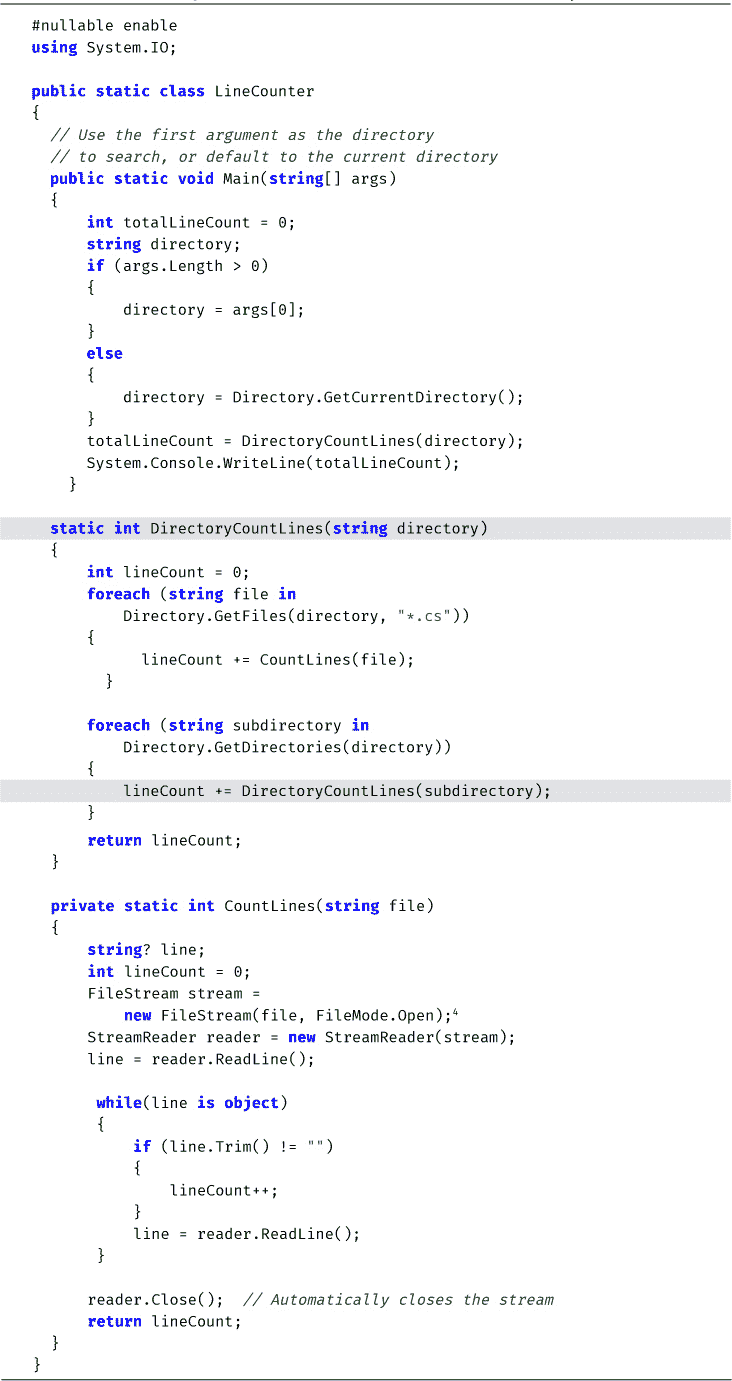 #nullable enable
using System.IO;

public static class LineCounter
{
  // Use the first argument as the directory
  // to search, or default to the current directory
  public static void Main(string[] args)
  {
      int totalLineCount = 0;
      string directory;
      if (args.Length > 0)
      {
          directory = args[0];
      }
      else
      {
          directory = Directory.GetCurrentDirectory();
      }
      totalLineCount = DirectoryCountLines(directory);
      System.Console.WriteLine(totalLineCount);
    }

  static int DirectoryCountLines(string directory)
  {
      int lineCount = 0;
      foreach (string file in
          Directory.GetFiles(directory, "*.cs"))
      {
            lineCount += CountLines(file);
        }

      foreach (string subdirectory in
          Directory.GetDirectories(directory))
      {
          lineCount += DirectoryCountLines(subdirectory);
      }
      return lineCount;
  }

  private static int CountLines(string file)
  {
      string? line;
      int lineCount = 0;
      FileStream stream =
          new FileStream(file, FileMode.Open);⁴
      StreamReader reader = new StreamReader(stream);
      line = reader.ReadLine();

       while(line is object)
       {
           if (line.Trim() != "")
           {
               lineCount++;
           }
           line = reader.ReadLine();
       }

      reader.Close();  // Automatically closes the stream
      return lineCount;
  }
}